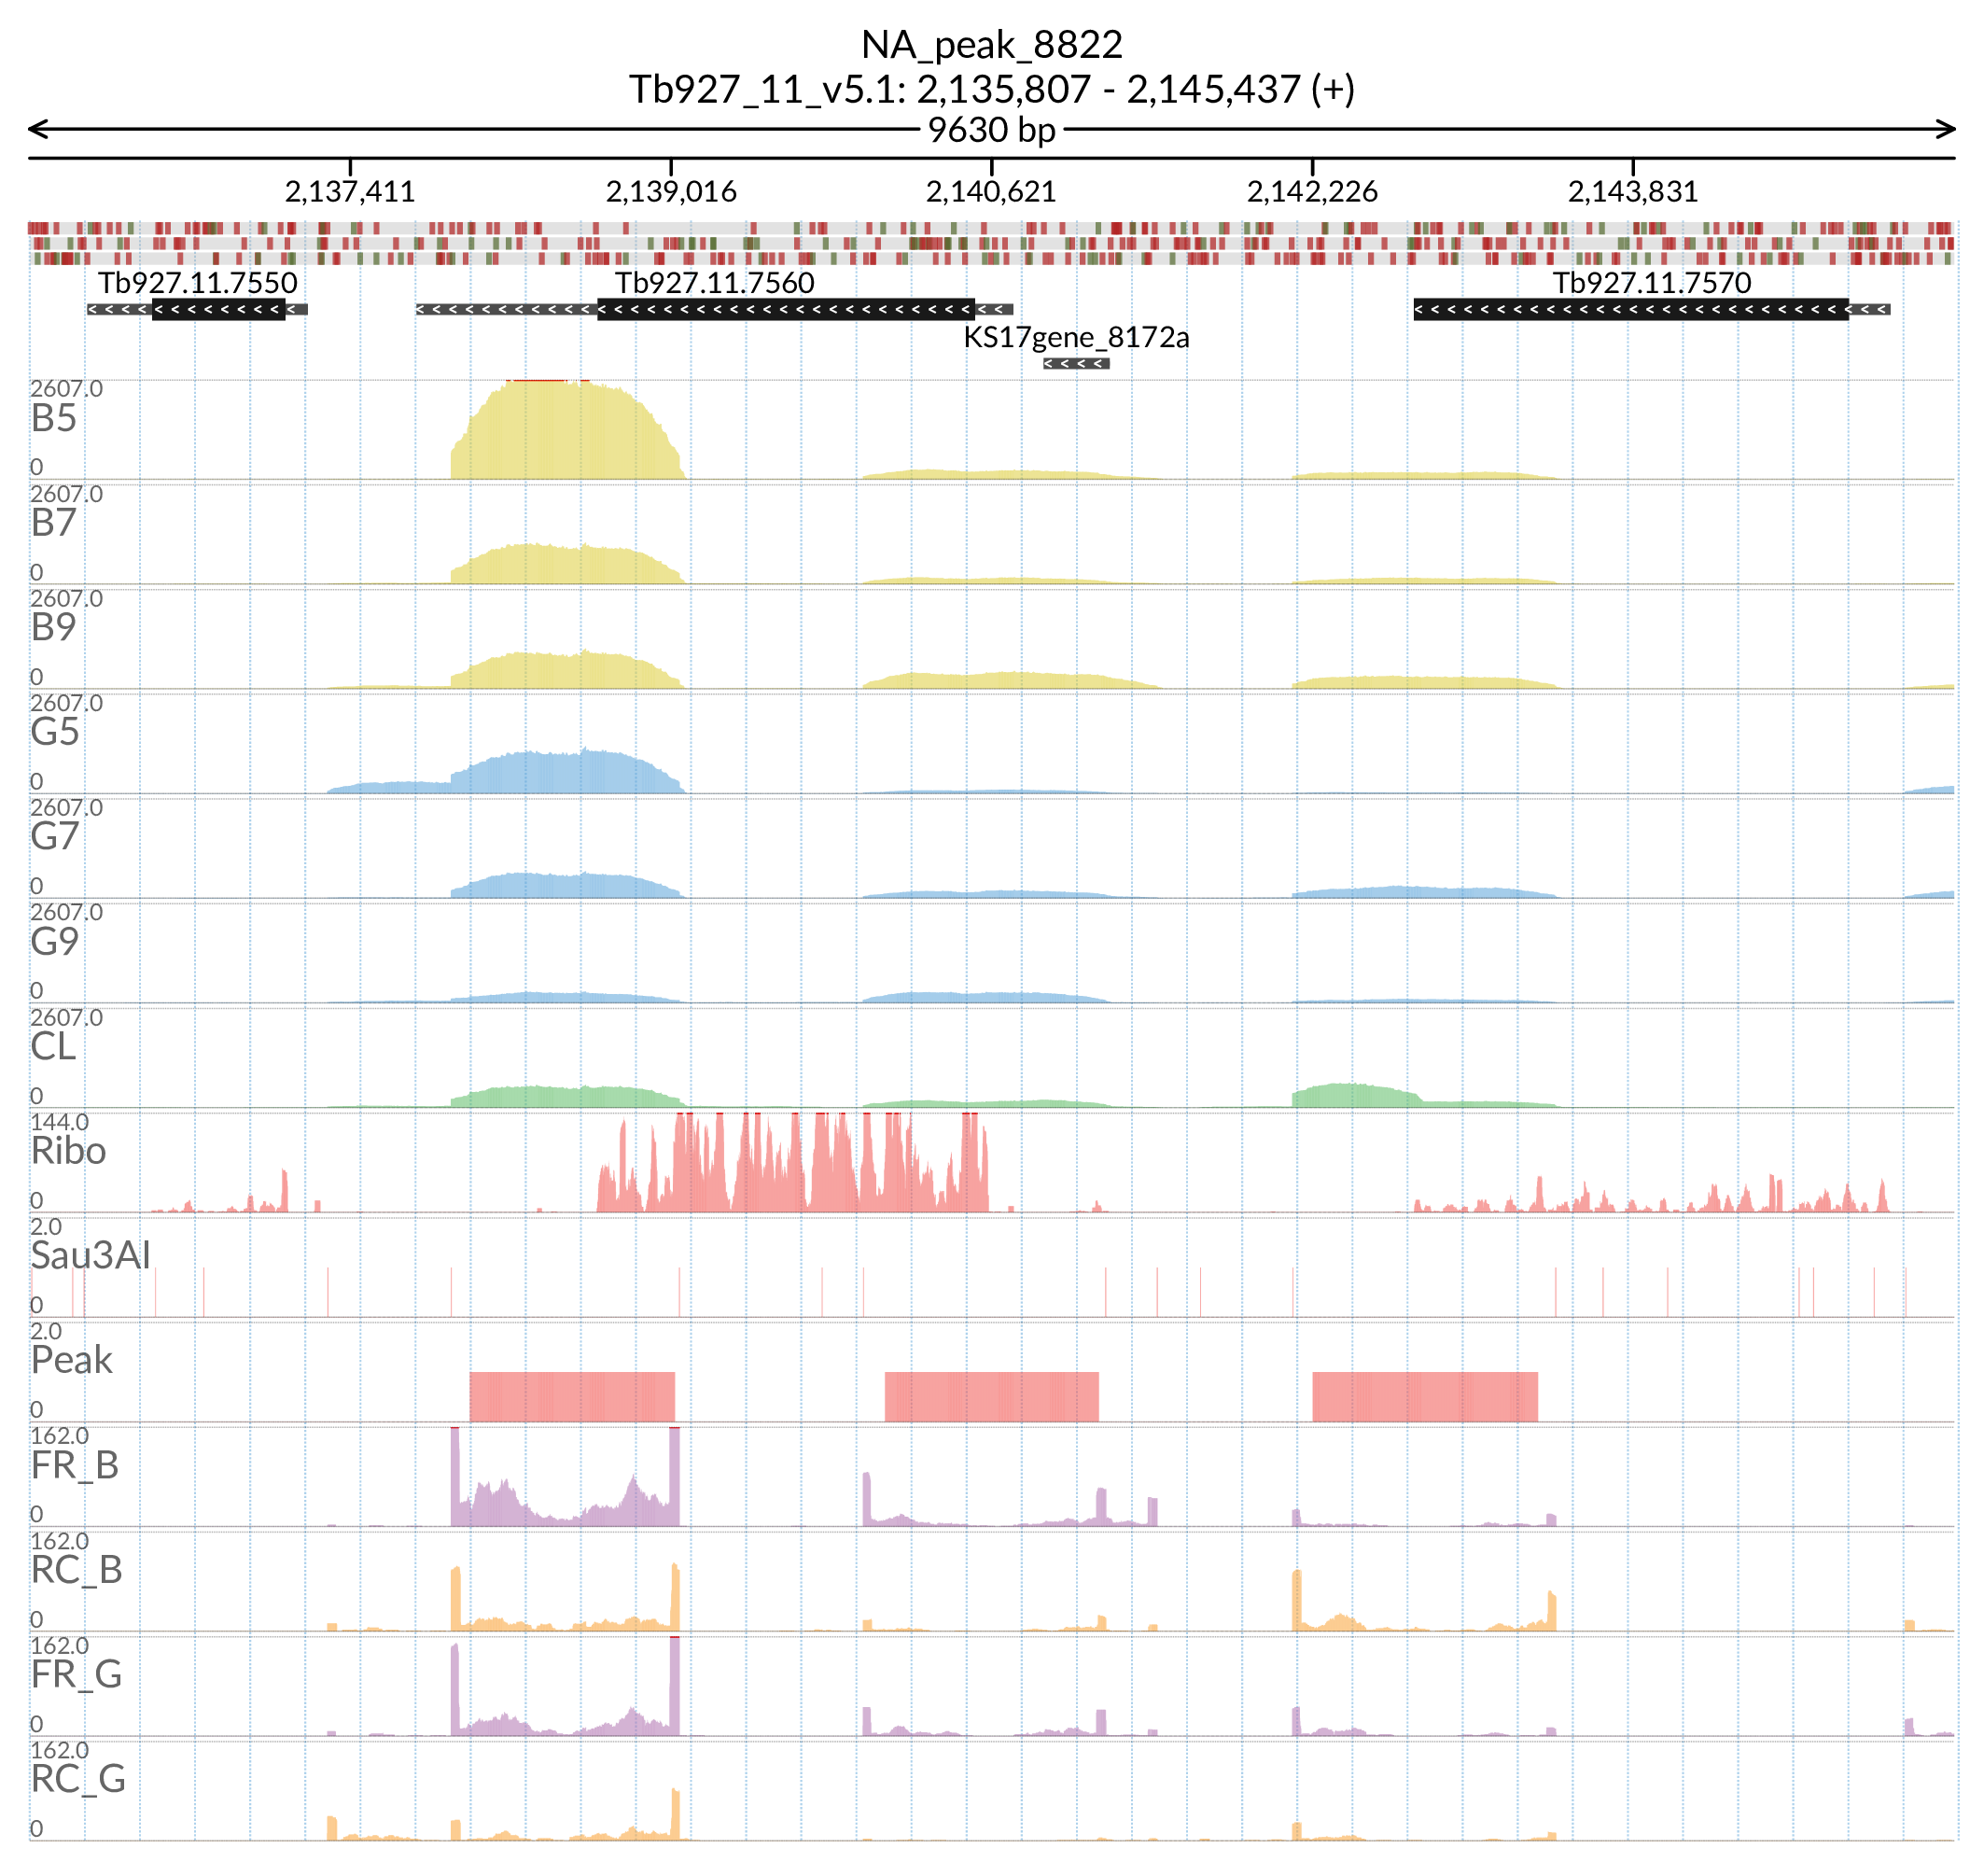 NA_peak_8822
Tb927_11_v5.1: 2,135,807 - 2,145,437 (+)
9630 bp
2,137,411 2,139,016 2,140,621 2,142,226 2,143,831
Tb927.11.7550 Tb927.11.7560 Tb927.11.7570
KS17gene_8172a
2607.0
B5
0
2607.0
B7
0
2607.0
B9
0
2607.0
G5
0
2607.0
G7
0
2607.0
G9
0
2607.0
CL
0
144.0
Ribo
0
2.0
Sau3AI
0
2.0
Peak
0
162.0
FR_B
0
162.0
RC_B
0
162.0
FR_G
0
162.0
RC_G
0